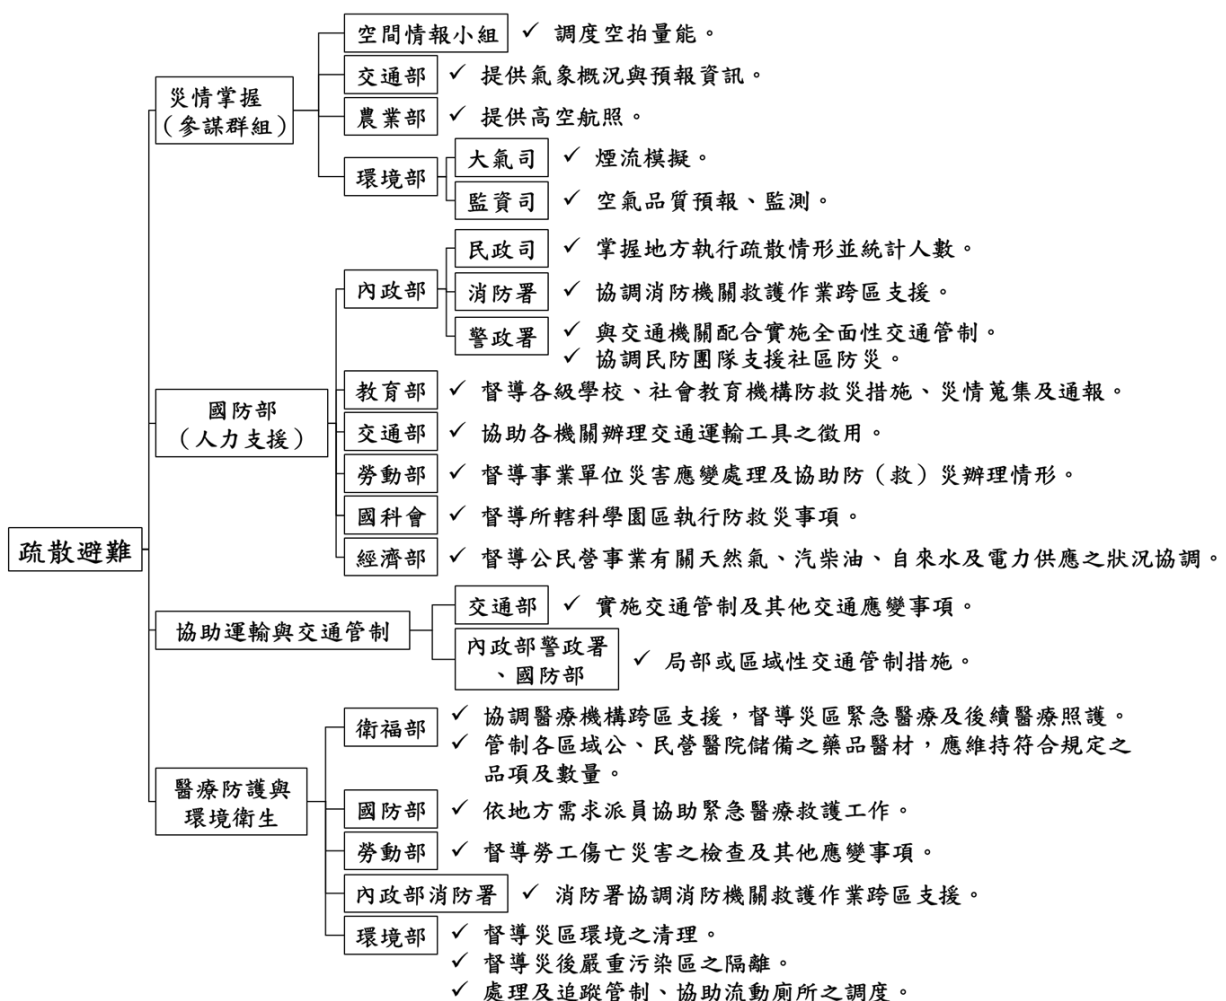 疏散避難
災情掌握
（參謀群組）
空間情報小組
✓ 調度空拍量能。
交通部
✓ 提供氣象概況與預報資訊。
農業部
✓ 提供高空航照。
環境部
大氣司
✓ 煙流模擬。
監資司
✓ 空氣品質預報、監測。
國防部
（人力支援）
內政部
民政司
✓ 掌握地方執行疏散情形並統計人數。
消防署
✓ 協調消防機關救護作業跨區支援。
警政署
✓ 與交通機關配合實施全面性交通管制。
✓ 協調民防團隊支援社區防災。
教育部
✓ 督導各級學校、社會教育機構防救災措施、災情蒐集及通報。
交通部
✓ 協助各機關辦理交通運輸工具之徵用。
勞動部
✓ 督導事業單位災害應變處理及協助防（救）災辦理情形。
國科會
✓ 督導所轄科學園區執行防救災事項。
經濟部
✓ 督導公民營事業有關天然氣、汽柴油、自來水及電力供應之狀況協調。
協助運輸與交通管制
交通部
✓ 實施交通管制及其他交通應變事項。
內政部警政署
、國防部
✓ 局部或區域性交通管制措施。
醫療防護與
環境衛生
衛福部
✓ 協調醫療機構跨區支援，督導災區緊急醫療及後續醫療照護。
✓ 管制各區域公、民營醫院儲備之藥品醫材，應維持符合規定之
品項及數量。
國防部
✓ 依地方需求派員協助緊急醫療救護工作。
勞動部
✓ 督導勞工傷亡災害之檢查及其他應變事項。
內政部消防署
✓ 消防署協調消防機關救護作業跨區支援。
環境部
✓ 督導災區環境之清理。
✓ 督導災後嚴重污染區之隔離。
✓ 處理及追蹤管制、協助流動廁所之調度。